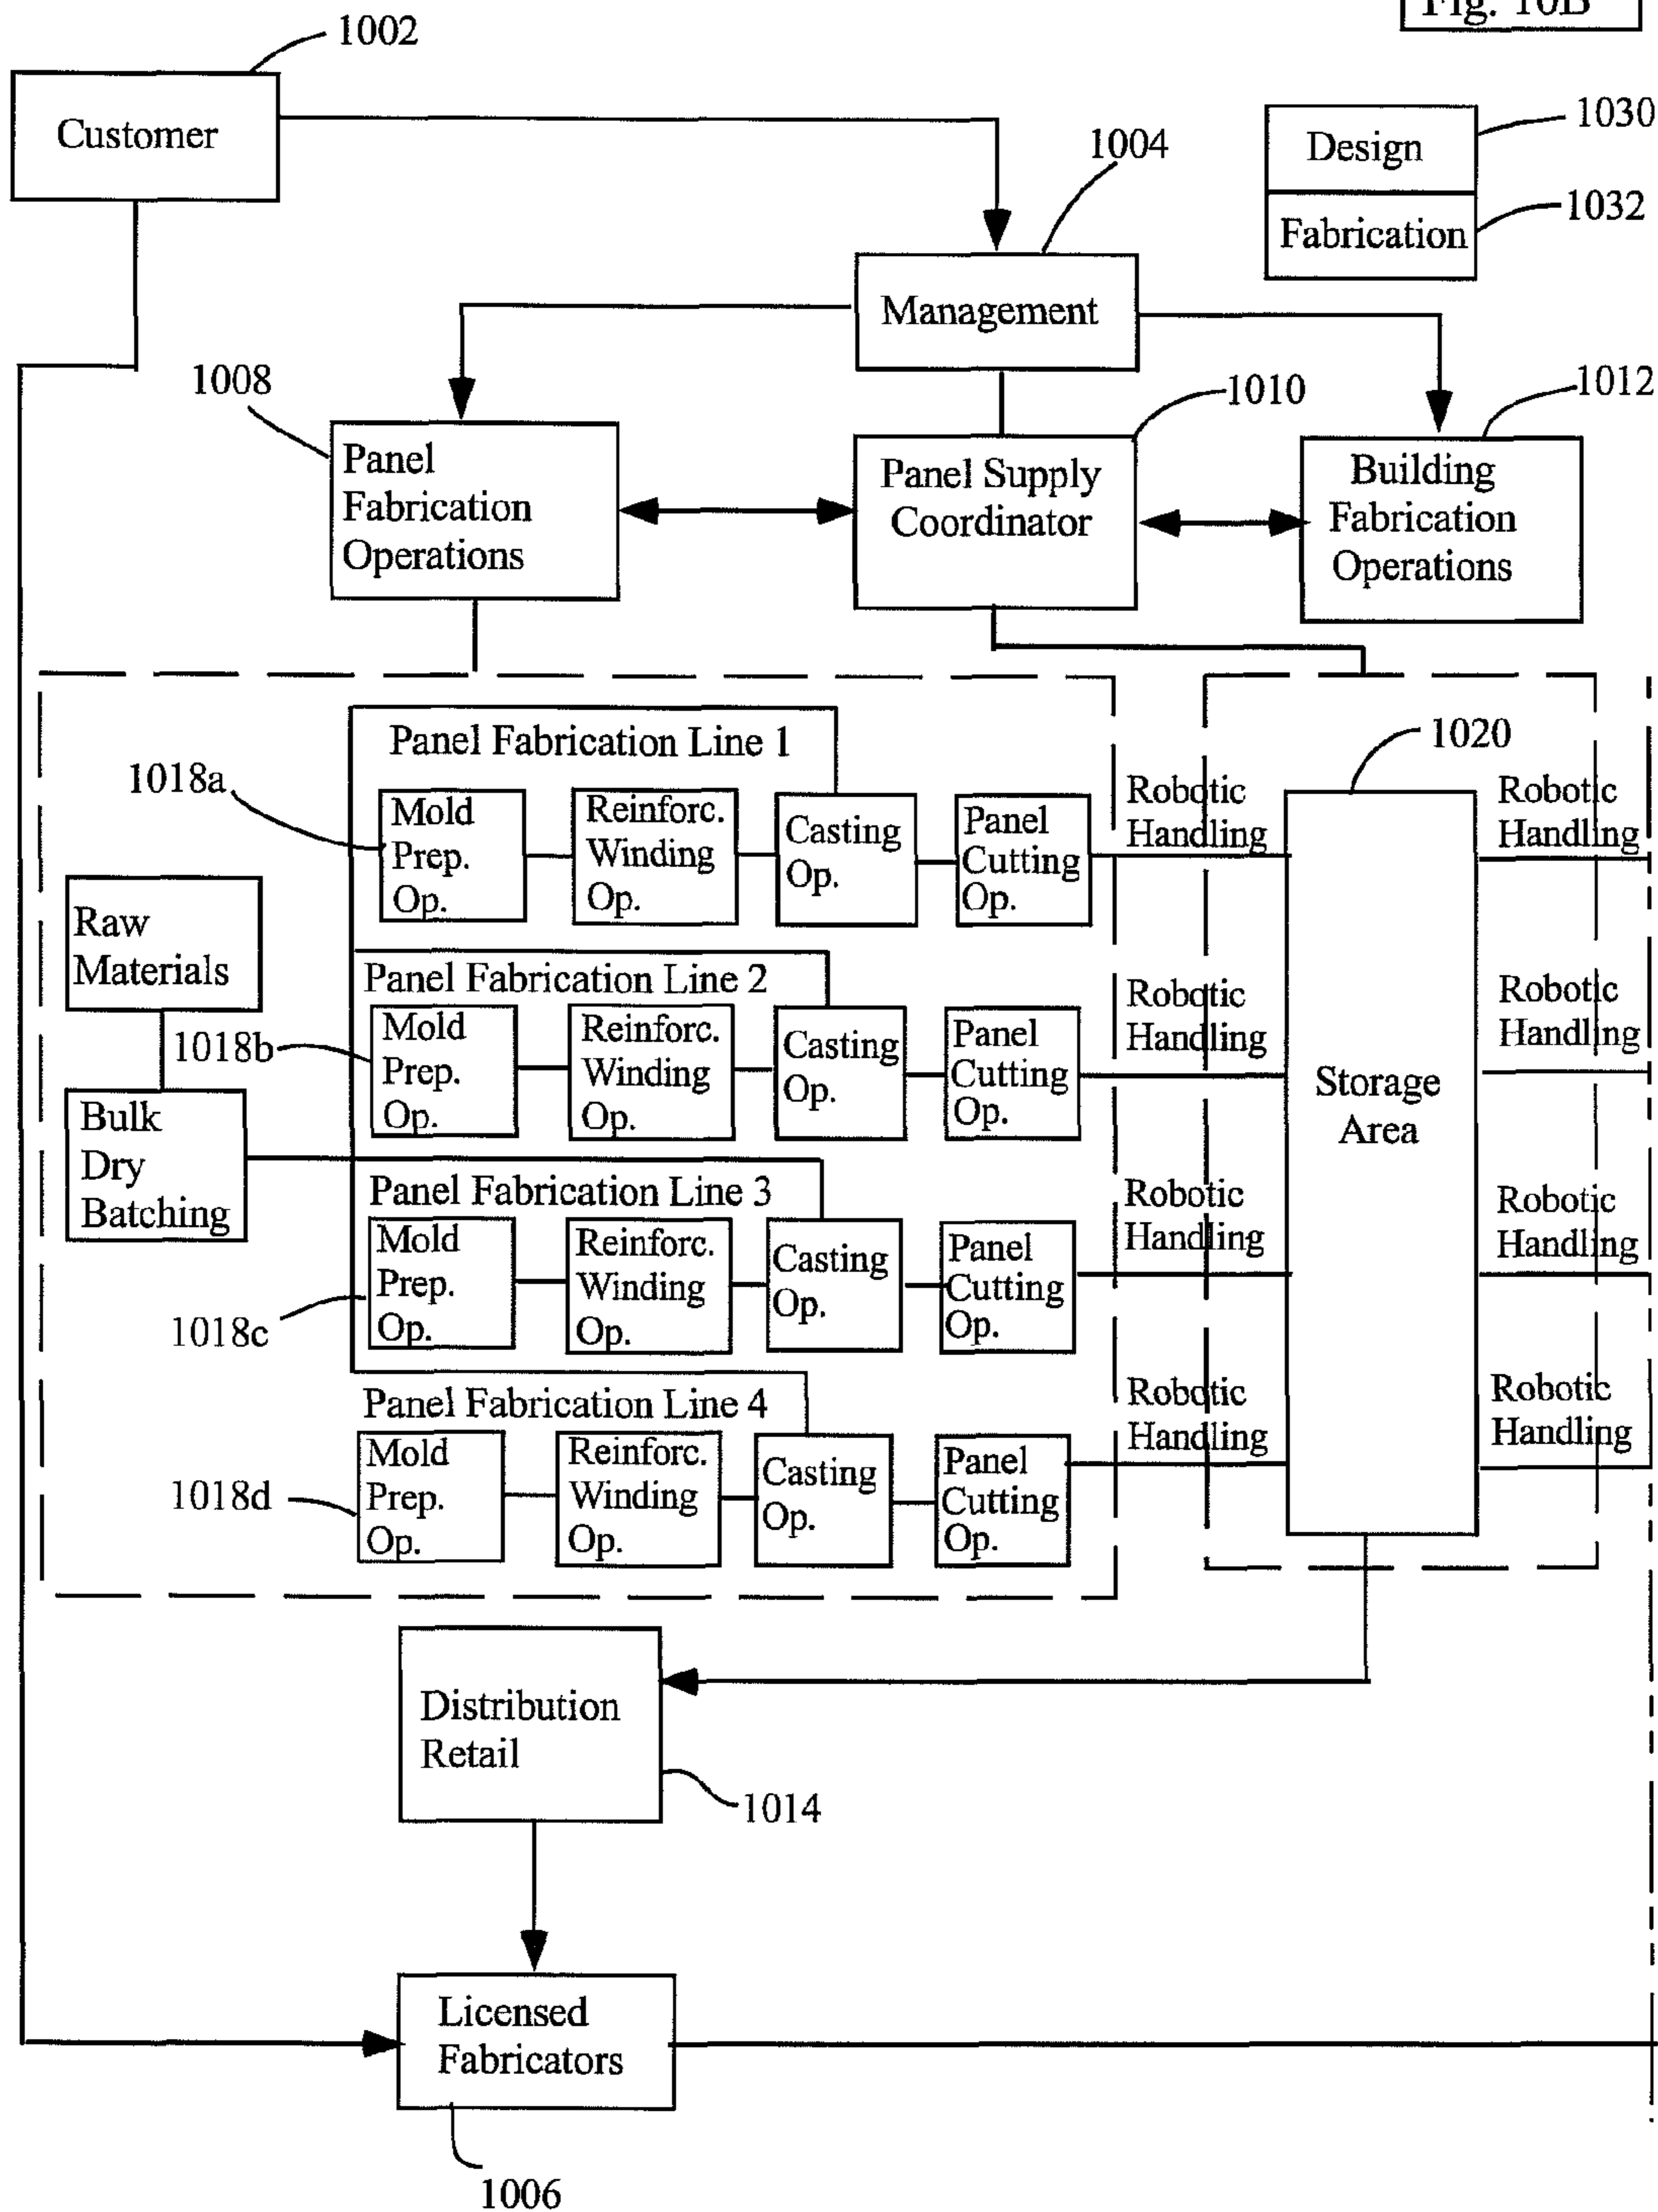 Fig. 10B
1002
Customer
1030
Design
1004
1032
Fabrication
Management
1008
1010
1012
Panel
Fabrication
Operations
Panel Supply
Coordinator
Building
Fabrication
Operations
Panel Fabrication Line 1
1020
1018a
Mold
Prep.
Op.
Reinforc.
Winding
Op.
Casting
Op.
Panel
Cutting
Op.
Robotic
Handling
Robotic
Handling
Raw
Materials
Panel Fabrication Line 2
1018b
Mold
Prep.
Op.
Reinforc.
Winding
Op.
Casting
Op.
Panel
Cutting
Op.
Robotic
Handling
Robotic
Handling
Storage
Area
Bulk
Dry
Batching
Panel Fabrication Line 3
1018c
Mold
Prep.
Op.
Reinforc.
Winding
Op.
Casting
Op.
Panel
Cutting
Op.
Robotic
Handling
Robotic
Handling
Panel Fabrication Line 4
1018d
Mold
Prep.
Op.
Reinforc.
Winding
Op.
Casting
Op.
Panel
Cutting
Op.
Robotic
Handling
Robotic
Handling
Distribution
Retail
1014
Licensed
Fabricators
1006